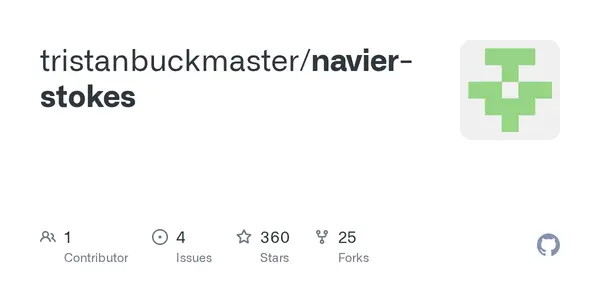 tristanbuckmaster/navier-
stokes
1
Contributor
4
Issues
360
Stars
25
Forks